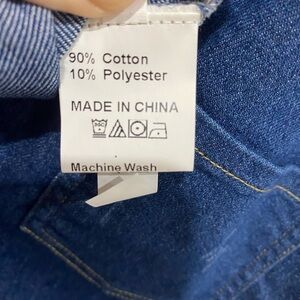 90% Cotton
10% Polyester
MADE IN CHINA
Machine Wash